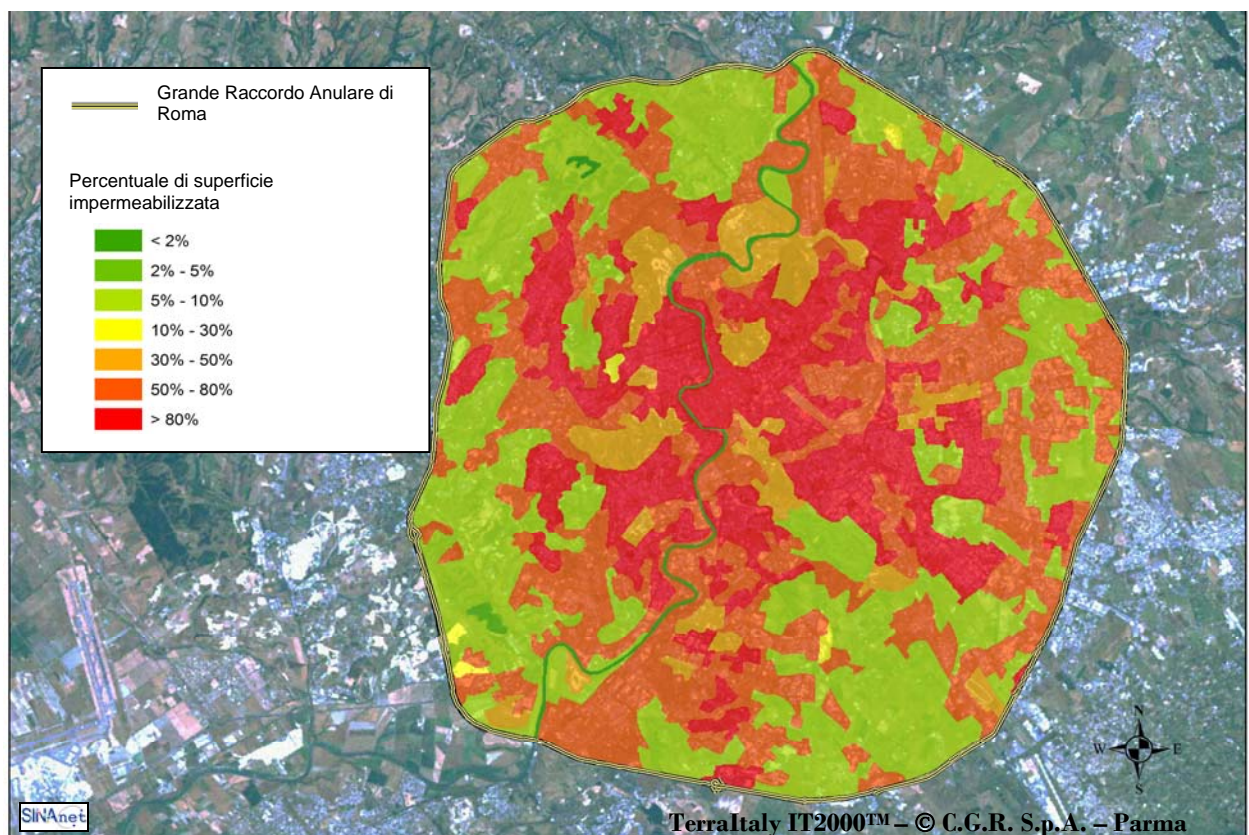 Grande Raccordo Anulare di
Roma
Percentuale di superficie
impermeabilizzata
< 2%
2% - 5%
5% - 10%
10% - 30%
30% - 50%
50% - 80%
> 80%
N
W E
S
SINAnet
TerraItaly IT2000™ – © C.G.R. S.p.A. – Parma